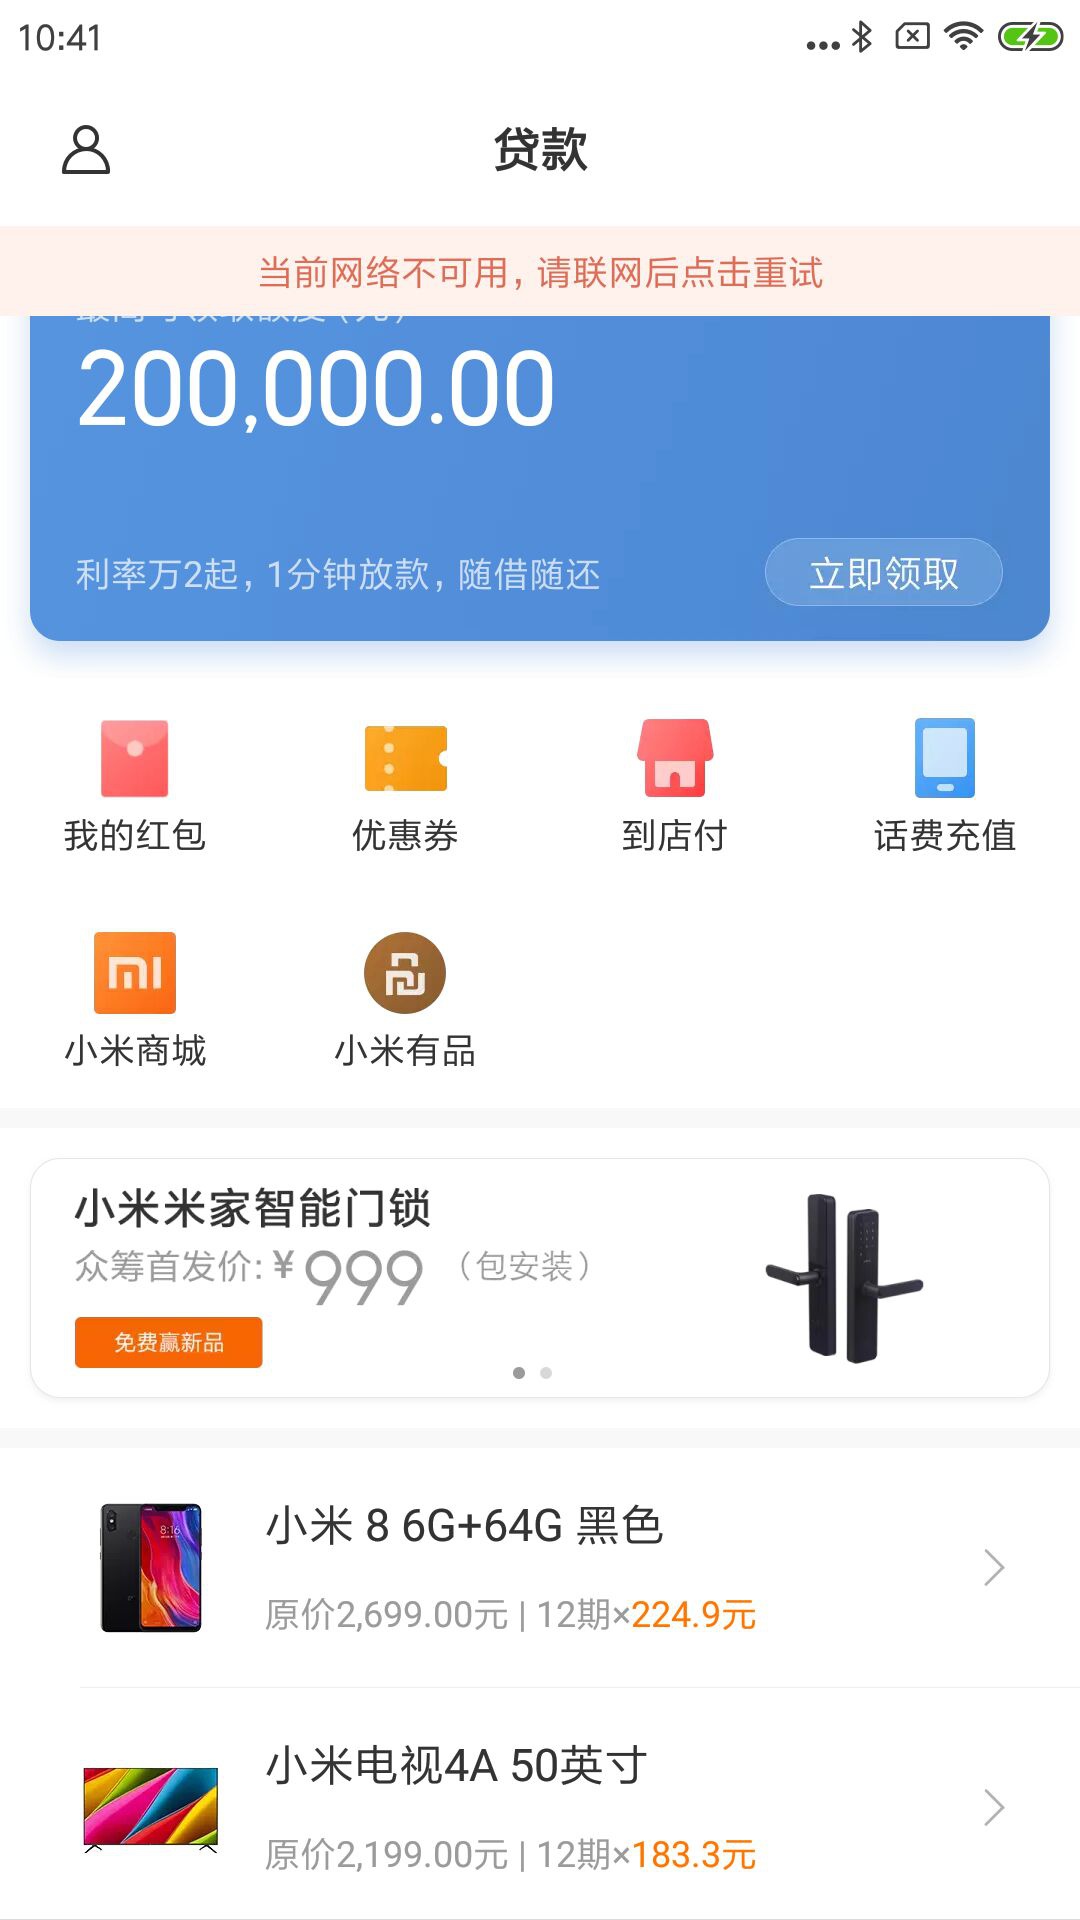 10:41
贷款
当前网络不可用，请联网后点击重试
200,000.00
利率万2起，1分钟放款，随借随还
立即领取
我的红包 优惠券 到店付 话费充值
小米商城 小米有品
小米米家智能门锁
众筹首发价:¥999（包安装）
免费赢新品
小米 8 6G+64G 黑色
原价2,699.00元 | 12期×224.9元
小米电视4A 50英寸
原价2,199.00元 | 12期×183.3元